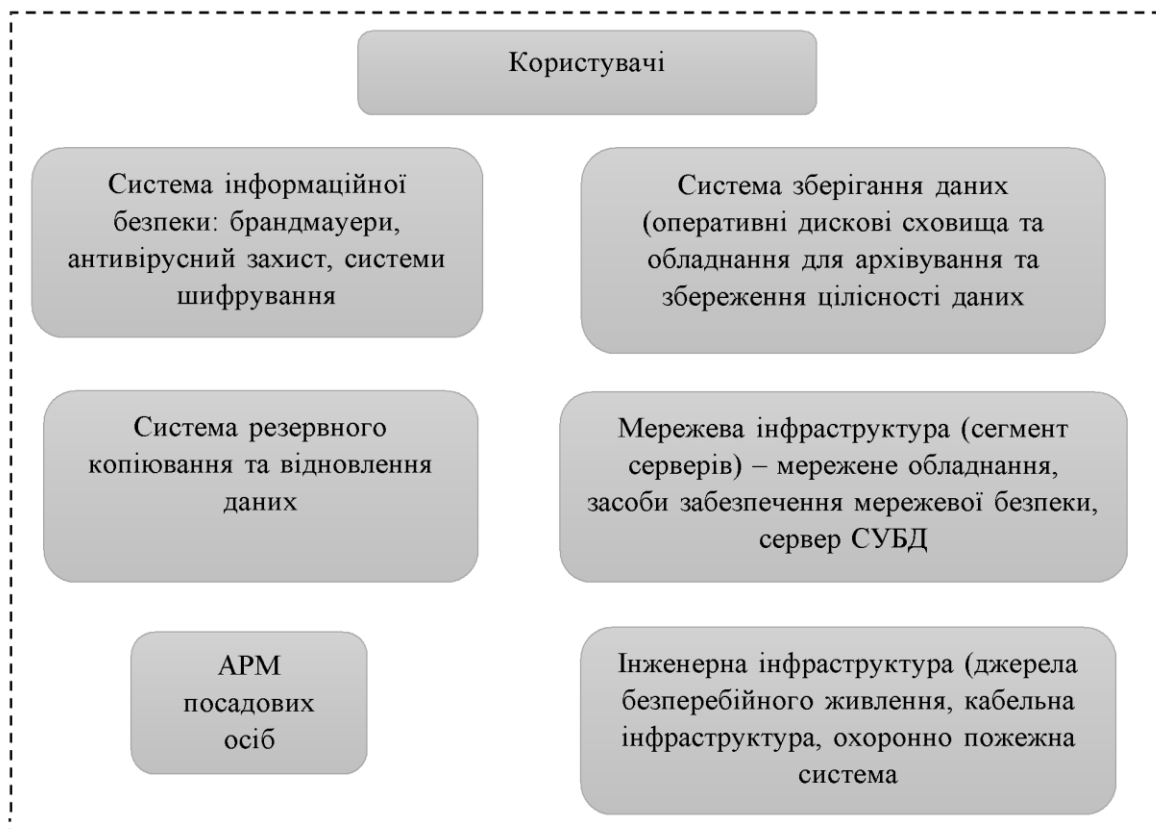 Користувачі
Система інформаційної
безпеки: брандмауери,
антивірусний захист, системи
шифрування
Система зберігання даних
(оперативні дискові сховища та
обладнання для архівування та
збереження цілісності даних
Система резервного
копіювання та відновлення
даних
Мережева інфраструктура (сегмент
серверів) – мережене обладнання,
засоби забезпечення мережевої безпеки,
сервер СУБД
АРМ
посадових
осіб
Інженерна інфраструктура (джерела
безперебійного живлення, кабельна
інфраструктура, охоронно пожежна
система